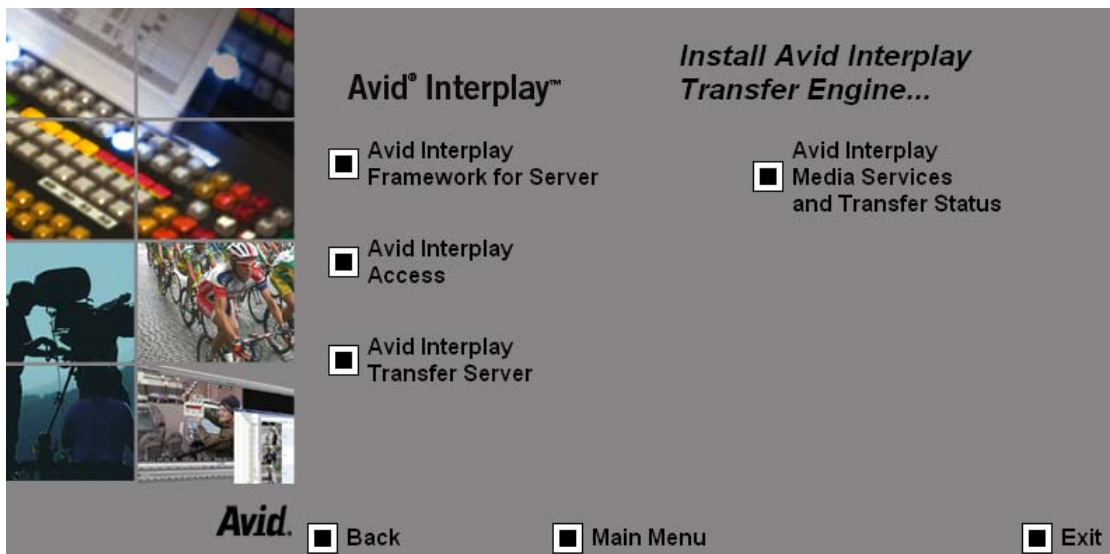 Avid® Interplay™
Install Avid Interplay
Transfer Engine...
Avid Interplay
Framework for Server
Avid Interplay
Media Services
and Transfer Status
Avid Interplay
Access
Avid Interplay
Transfer Server
Avid.
Back
Main Menu
Exit